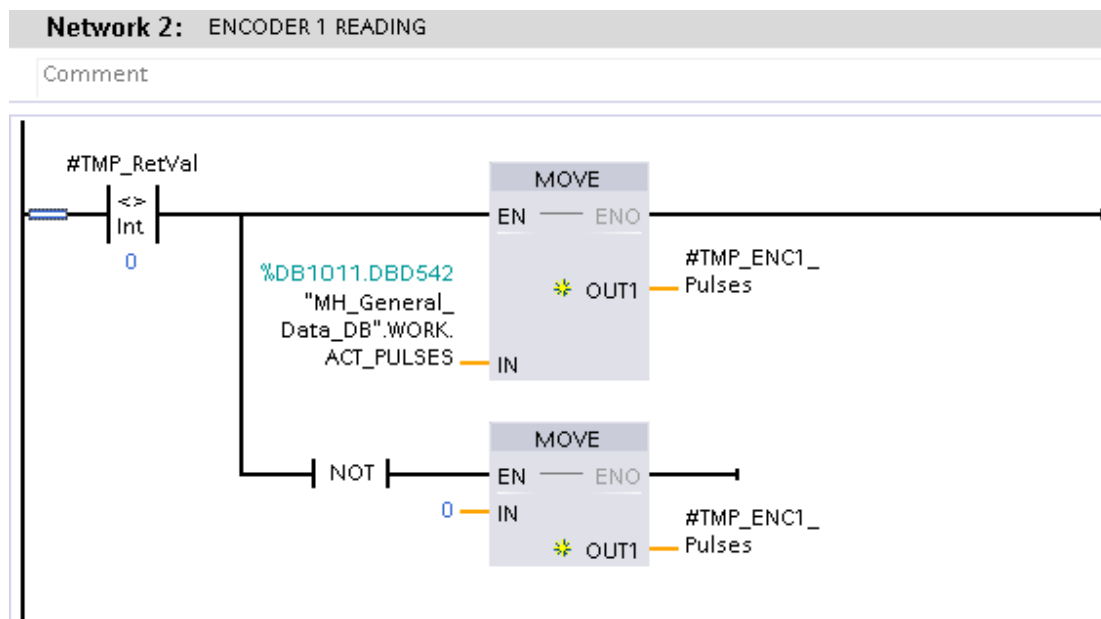 Network 2: ENCODER 1 READING
Comment
#TMP_RetVal
<>
Int
0
MOVE
EN ENO
%DB1011.DBD542
"MH_General_
Data_DB".WORK.
ACT_PULSES
IN
OUT1
#TMP_ENC1_
Pulses
NOT
MOVE
EN ENO
0
IN
OUT1
#TMP_ENC1_
Pulses